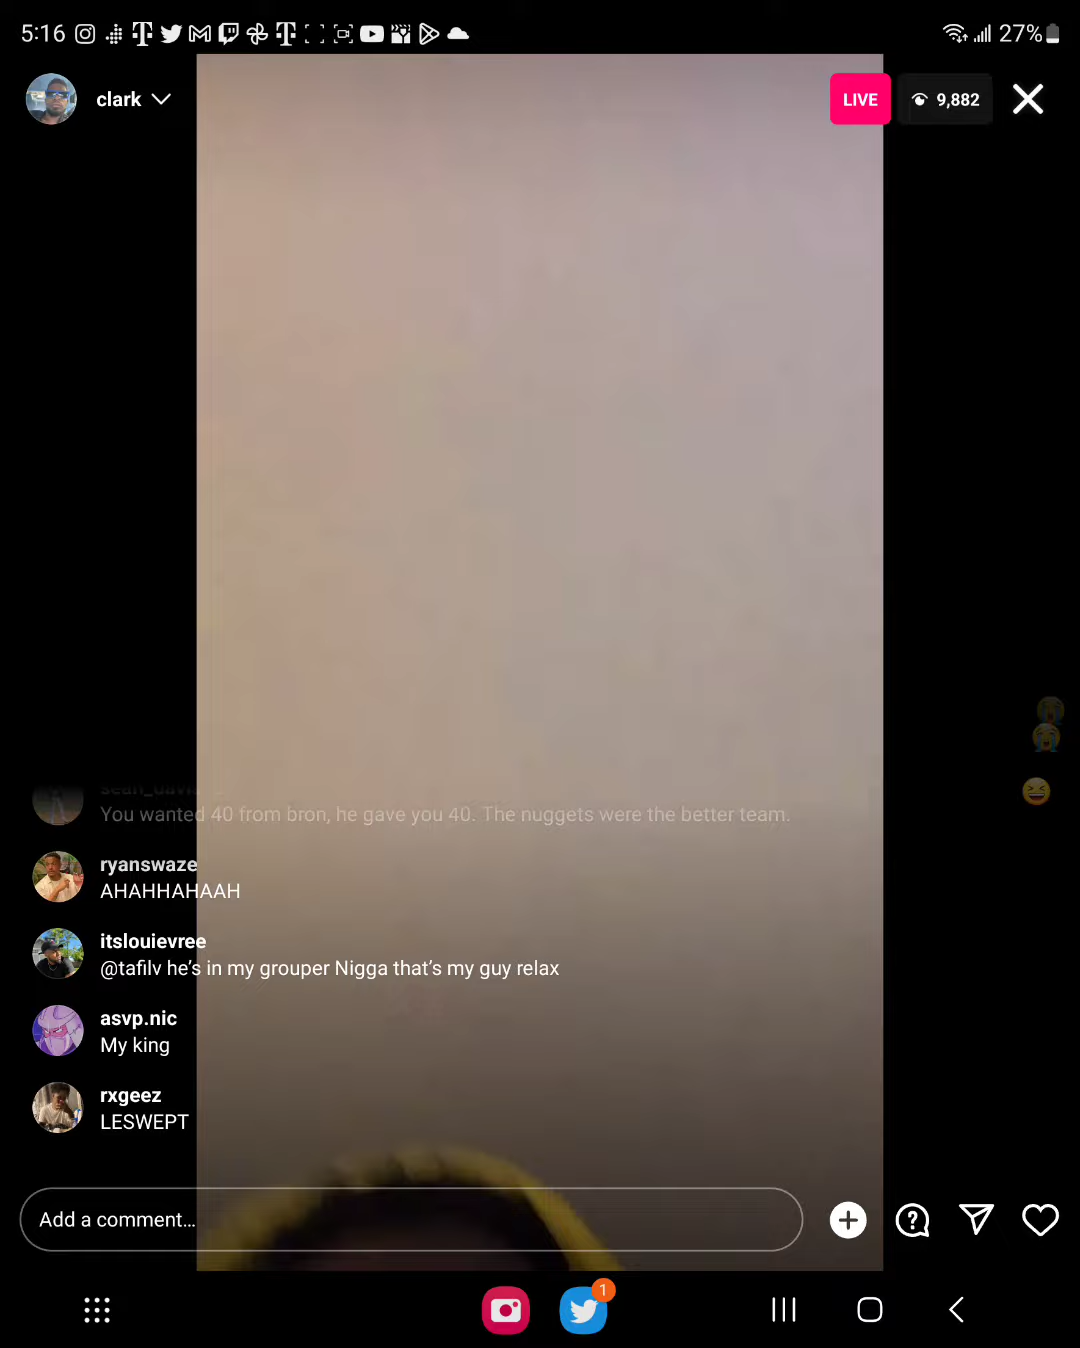 5:16
27%
clark
LIVE
9,882
sean_davis
You wanted 40 from bron, he gave you 40. The nuggets were the better team.
ryanswaze
AHAHHAHAAH
itslouievree
@tafilv he's in my grouper Nigga that's my guy relax
asvp.nic
My king
rxgeez
LESWEPT
Add a comment...
1